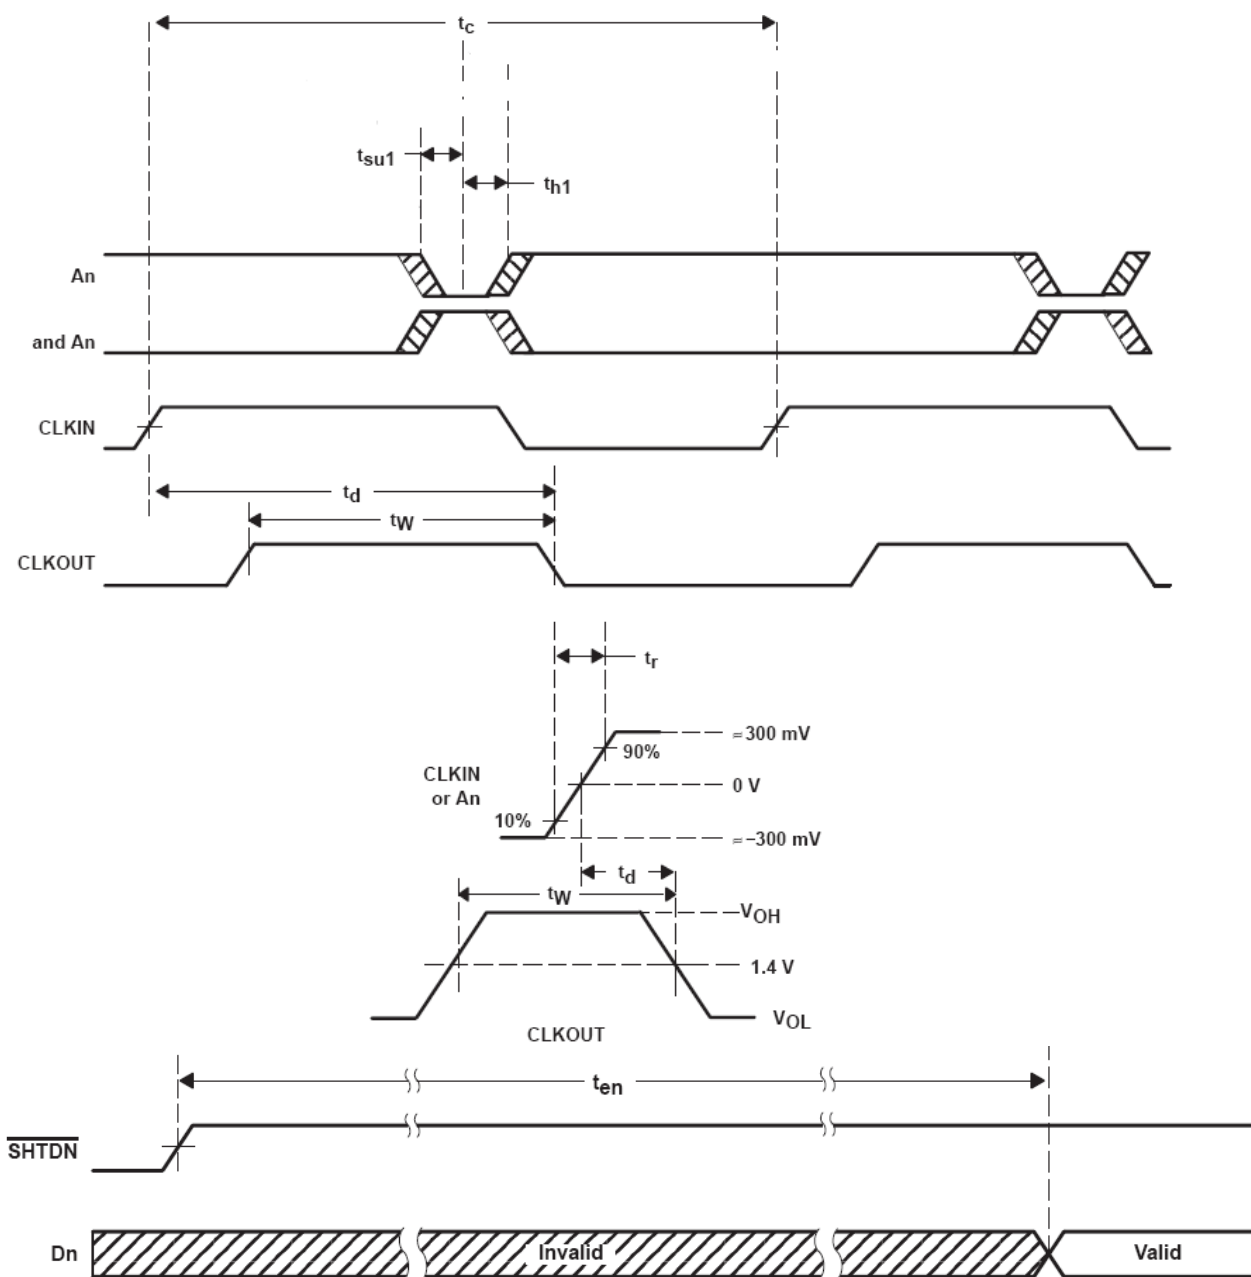 tc
tsu1
th1
An
and An
CLKIN
td
tW
CLKOUT
tr
≈300 mV
90%
CLKIN
or An
0 V
10%
≈−300 mV
td
tW
VOH
1.4 V
VOL
CLKOUT
ten
SHTDN
Dn
Invalid
Valid